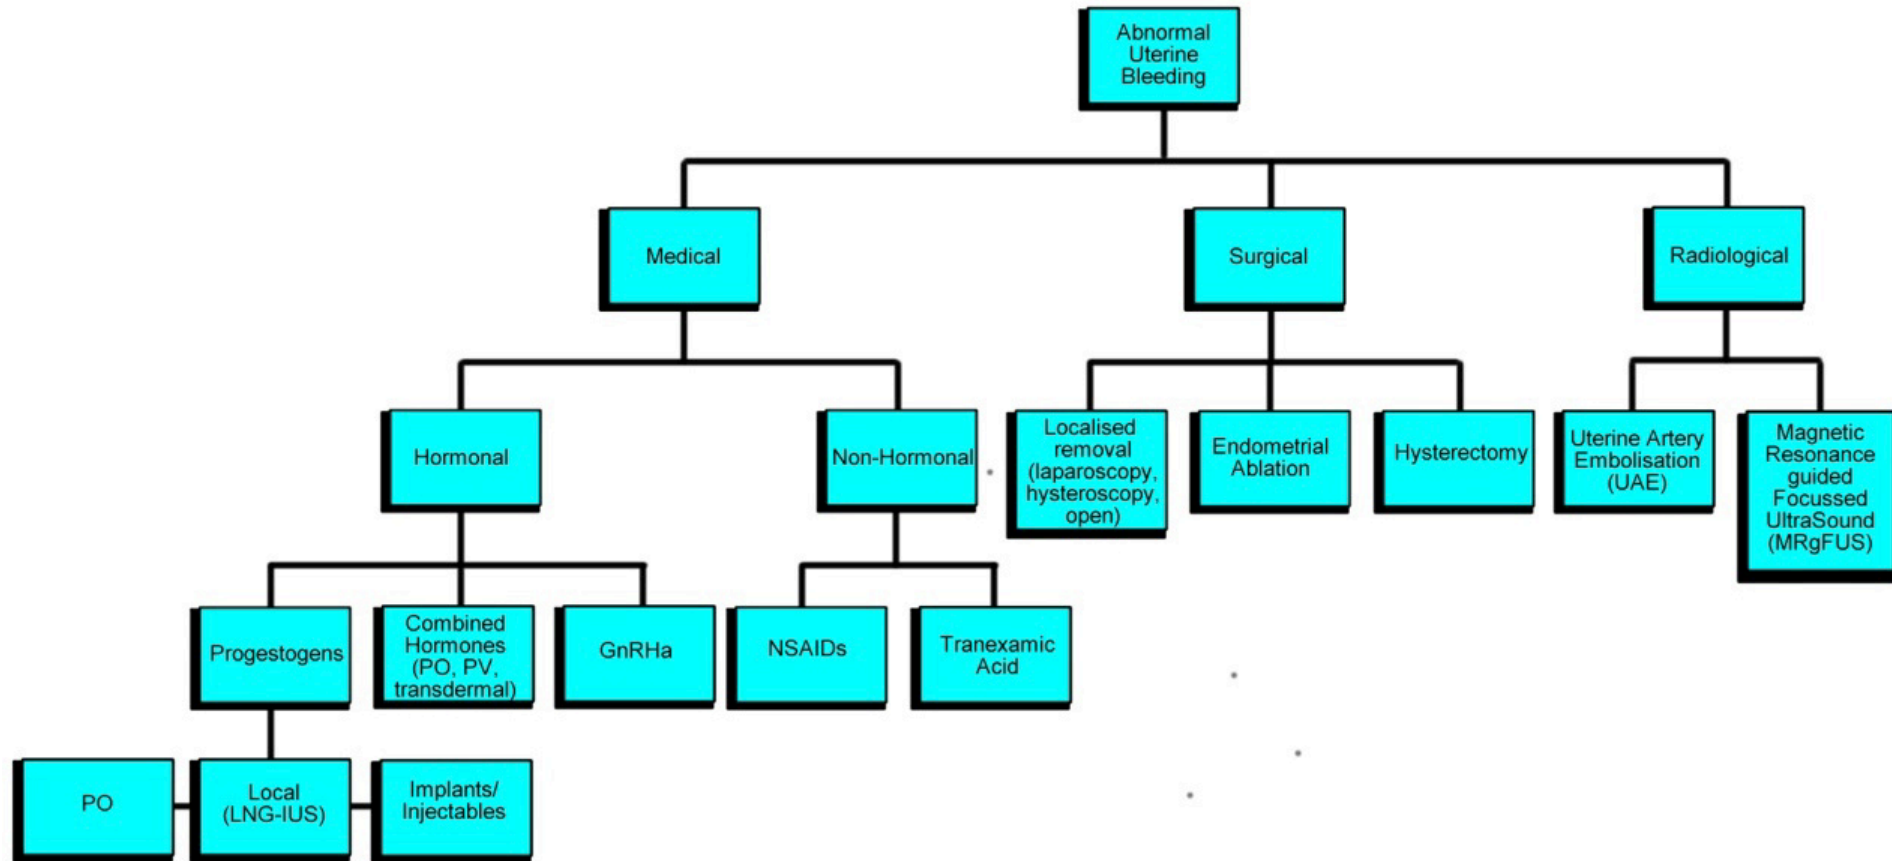 Abnormal
Uterine
Bleeding
Medical
Surgical
Radiological
Hormonal
Non-Hormonal
Localised
removal
(laparoscopy,
hysteroscopy,
open)
Endometrial
Ablation
Hysterectomy
Uterine Artery
Embolisation
(UAE)
Magnetic
Resonance
guided
Focussed
UltraSound
(MRgFUS)
Progestogens
Combined
Hormones
(PO, PV,
transdermal)
GnRHa
NSAIDs
Tranexamic
Acid
PO
Local
(LNG-IUS)
Implants/
Injectables